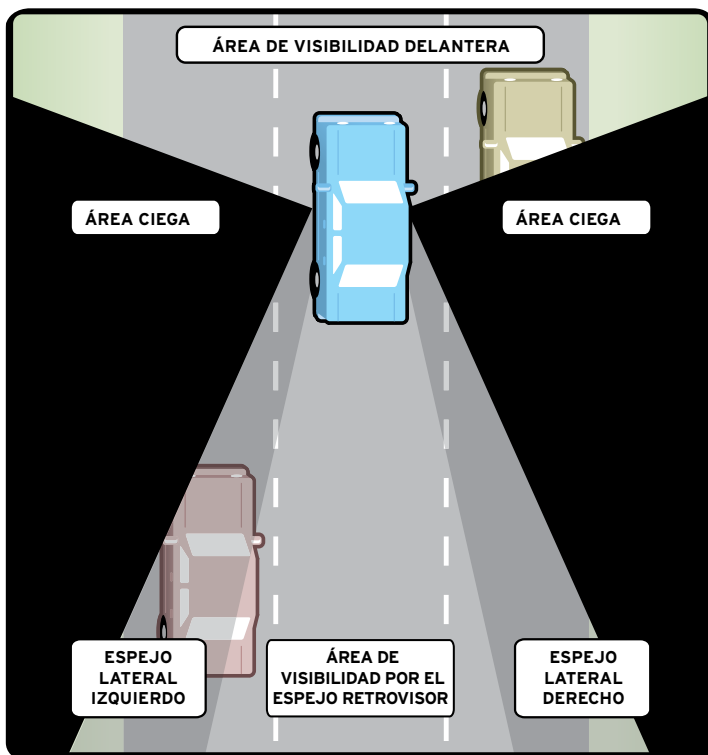 ÁREA DE VISIBILIDAD DELANTERA
ÁREA CIEGA
ÁREA CIEGA
ESPEJO
LATERAL
IZQUIERDO
ÁREA DE
VISIBILIDAD POR EL
ESPEJO RETROVISOR
ESPEJO
LATERAL
DERECHO